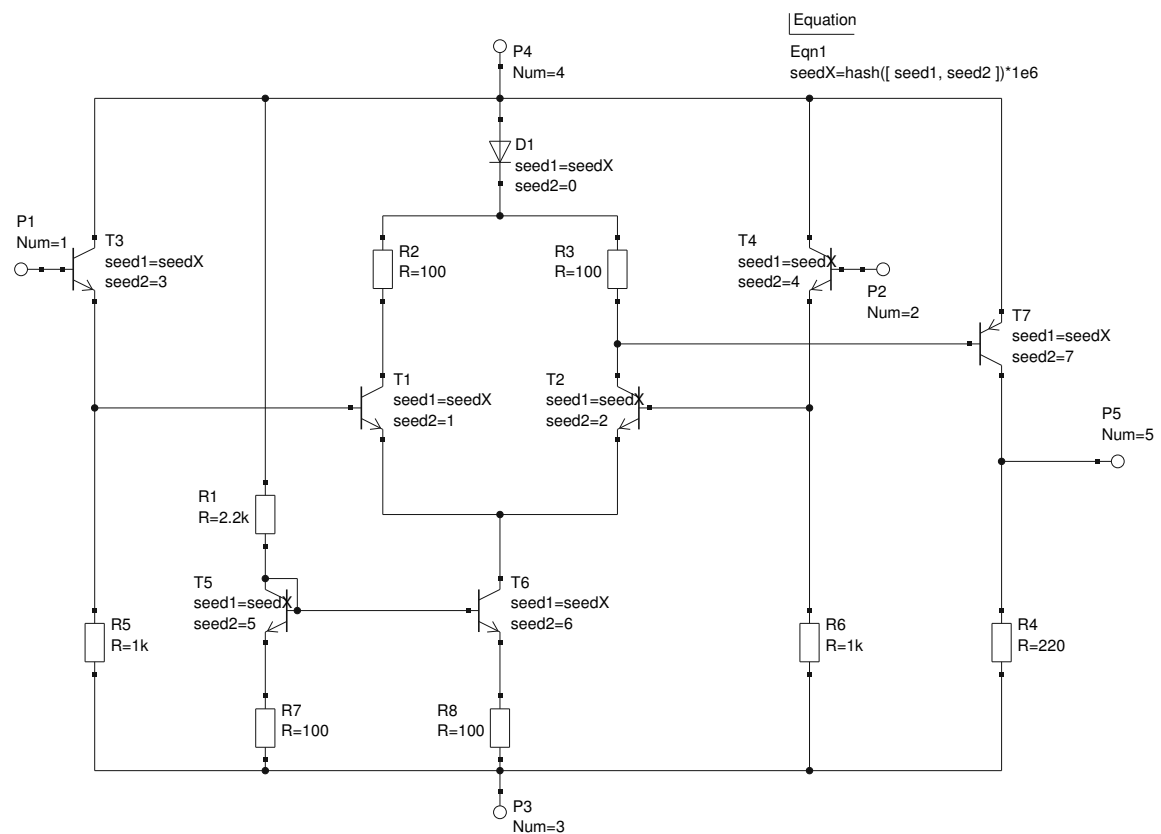 Equation
Eqn1
seedX=hash([ seed1, seed2 ])*1e6
P4
Num=4
D1
seed1=seedX
seed2=0
P1
Num=1
T3
seed1=seedX
seed2=3
R2
R=100
R3
R=100
T4
seed1=seedX
seed2=4
P2
Num=2
T7
seed1=seedX
seed2=7
T1
seed1=seedX
seed2=1
T2
seed1=seedX
seed2=2
P5
Num=5
R1
R=2.2k
T5
seed1=seedX
seed2=5
T6
seed1=seedX
seed2=6
R5
R=1k
R6
R=1k
R4
R=220
R7
R=100
R8
R=100
P3
Num=3